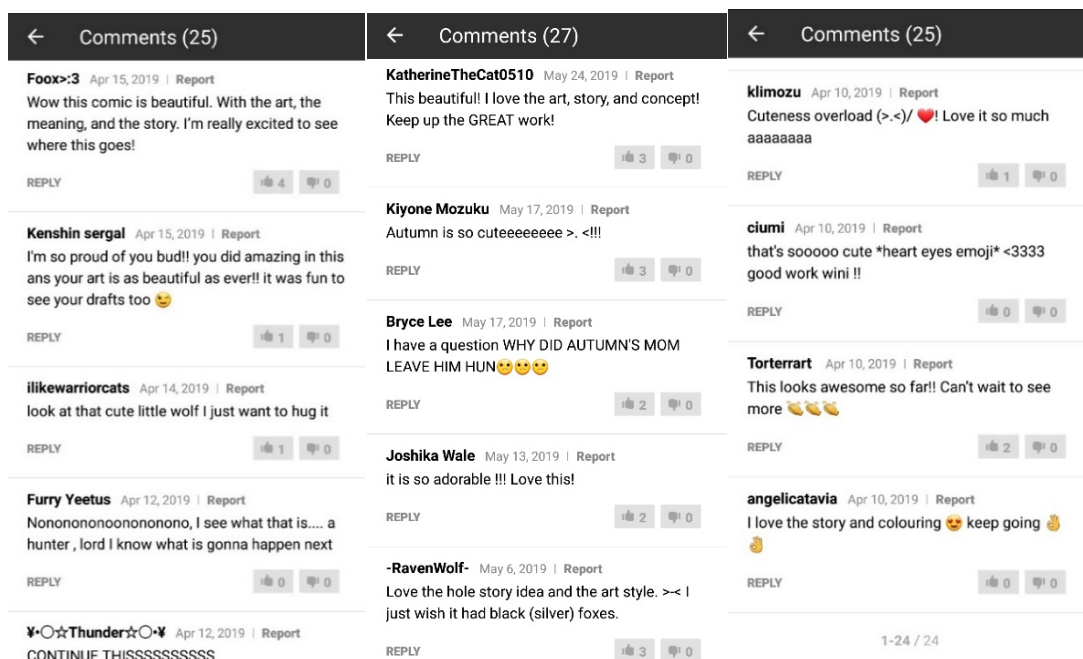 Comments (25)
Foox>:3 Apr 15, 2019 | Report
Wow this comic is beautiful. With the art, the
meaning, and the story. I'm really excited to see
where this goes!
REPLY 4 0
Kenshin sergal Apr 15, 2019 | Report
I'm so proud of you bud!! you did amazing in this
ans your art is as beautiful as ever!! it was fun to
see your drafts too 😉
REPLY 1 0
ilikewarriorcats Apr 14, 2019 | Report
look at that cute little wolf I just want to hug it
REPLY 1 0
Furry Yeetus Apr 12, 2019 | Report
Nonononononoononononono, I see what that is.... a
hunter , lord I know what is gonna happen next
REPLY 0 0
¥•○☆Thunder☆○•¥ Apr 12, 2019 | Report
CONTINUE THISSSSSSSSSS
Comments (27)
KatherineTheCat0510 May 24, 2019 | Report
This beautiful! I love the art, story, and concept!
Keep up the GREAT work!
REPLY 3 0
Kiyone Mozuku May 17, 2019 | Report
Autumn is so cuteeeeeeee >. <!!!
REPLY 3 0
Bryce Lee May 17, 2019 | Report
I have a question WHY DID AUTUMN'S MOM
LEAVE HIM HUN😕😕😕
REPLY 2 0
Joshika Wale May 13, 2019 | Report
it is so adorable !!! Love this!
REPLY 2 0
-RavenWolf- May 6, 2019 | Report
Love the hole story idea and the art style. >-< I
just wish it had black (silver) foxes.
REPLY 3 0
Comments (25)
klimozu Apr 10, 2019 | Report
Cuteness overload (>.<)/ ❤️! Love it so much
aaaaaaaa
REPLY 1 0
ciumi Apr 10, 2019 | Report
that's sooooo cute *heart eyes emoji* <3333
good work wini !!
REPLY 0 0
Torterrart Apr 10, 2019 | Report
This looks awesome so far!! Can't wait to see
more 👏👏👏
REPLY 2 0
angelicatavia Apr 10, 2019 | Report
I love the story and colouring 😍 keep going 👌
👌
REPLY 0 0
1-24 / 24